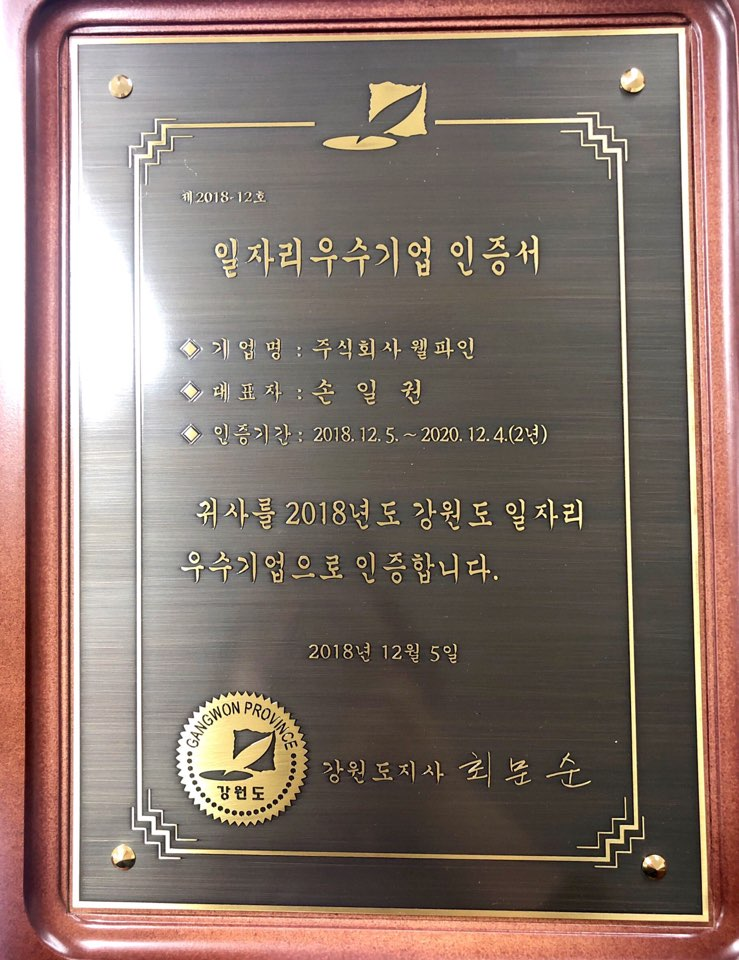 제2018-12호
일자리우수기업 인증서
기업명 : 주식회사 웰파인
대표자 : 손일권
인증기간 : 2018. 12. 5. ~ 2020. 12. 4.(2년)
귀사를 2018년도 강원도 일자리
우수기업으로 인증합니다.
2018년 12월 5일
GANGWON PROVINCE
강원도
강원도지사 최문순